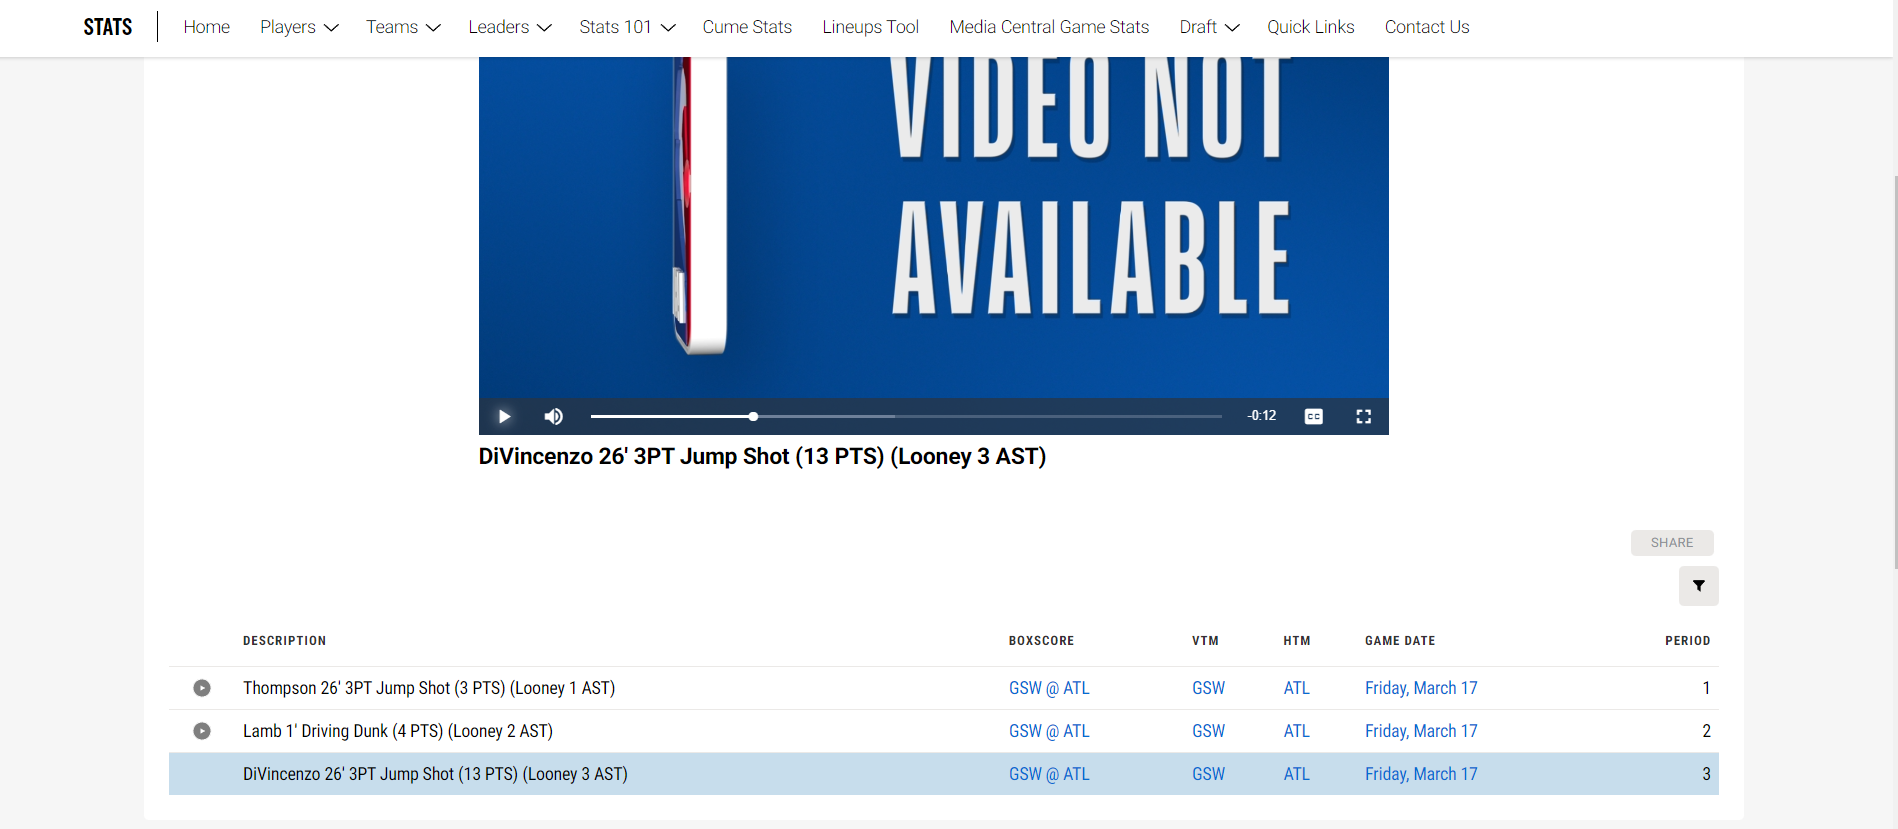 STATS Home Players Teams Leaders Stats 101 Cume Stats Lineups Tool Media Central Game Stats Draft Quick Links Contact Us
VIDEO NOT
AVAILABLE
-0:12 CC
DiVincenzo 26' 3PT Jump Shot (13 PTS) (Looney 3 AST)
SHARE
DESCRIPTION BOXSCORE VTM HTM GAME DATE PERIOD
Thompson 26' 3PT Jump Shot (3 PTS) (Looney 1 AST) GSW @ ATL GSW ATL Friday, March 17 1
Lamb 1' Driving Dunk (4 PTS) (Looney 2 AST) GSW @ ATL GSW ATL Friday, March 17 2
DiVincenzo 26' 3PT Jump Shot (13 PTS) (Looney 3 AST) GSW @ ATL GSW ATL Friday, March 17 3